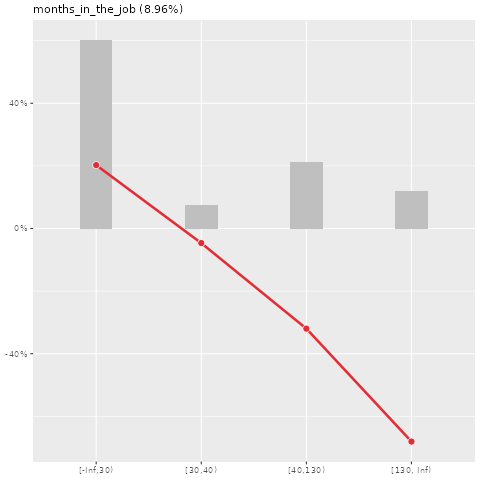 months_in_the_job (8.96%)
40%
0%
-40%
[-Inf,30)
[30,40)
[40,130)
[130, Inf)